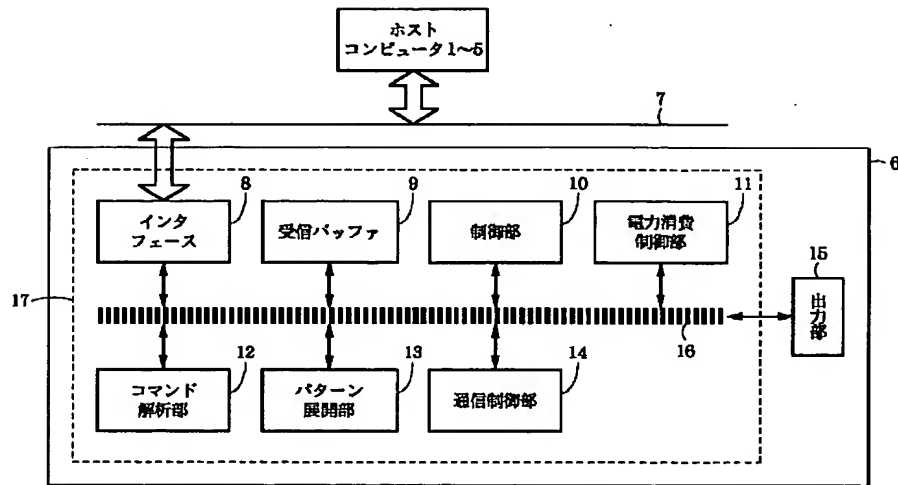 ホスト
コンピュータ1〜5
7
6
8
9
10
11
インタ
フェース
受信バッファ
制御部
電力消費
制御部
15
17
出力部
16
12
13
14
コマンド
解析部
パターン
展開部
通信制御部